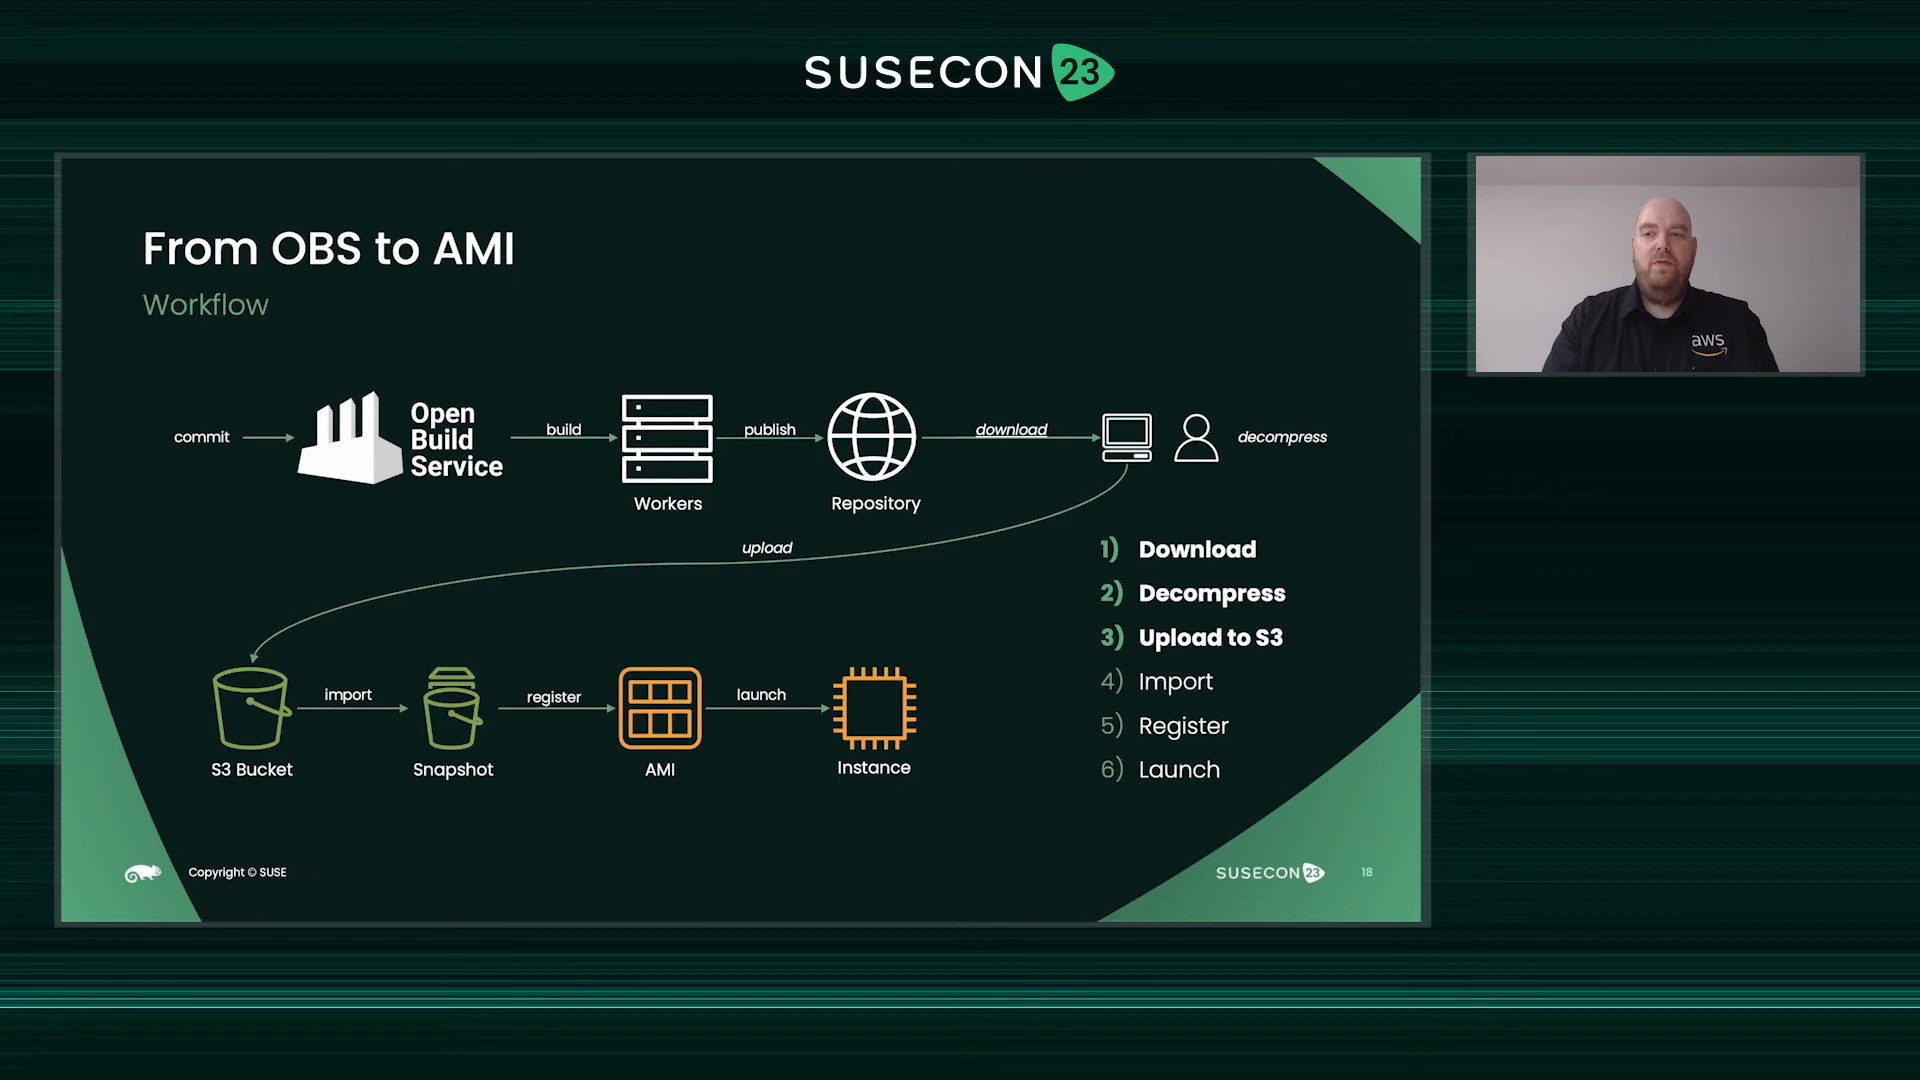 SUSECON 23
From OBS to AMI
Workflow
commit
Open
Build
Service
build
publish
download
decompress
Workers
Repository
upload
1) Download
2) Decompress
3) Upload to S3
4) Import
5) Register
6) Launch
import
register
launch
S3 Bucket
Snapshot
AMI
Instance
Copyright © SUSE
SUSECON 23
18
aws